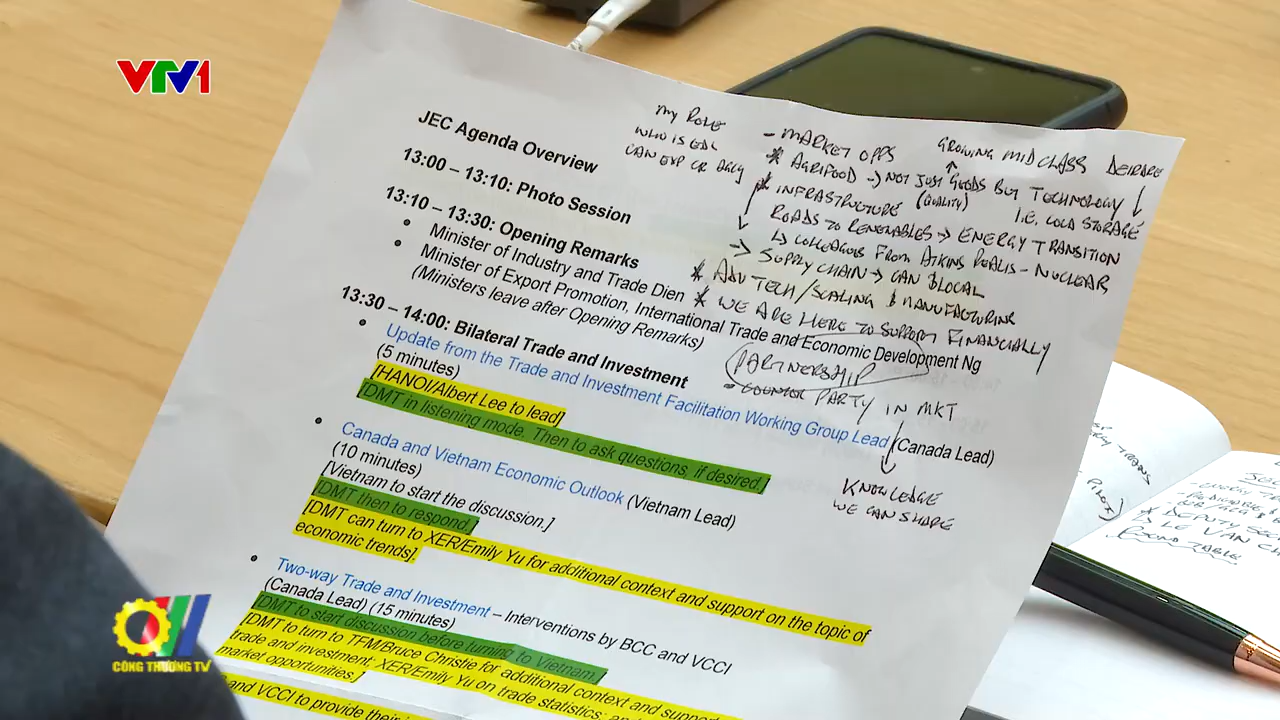 VTV1
JEC Agenda Overview
13:00 – 13:10: Photo Session
13:10 – 13:30: Opening Remarks
Minister of Industry and Trade Dien
Minister of Export Promotion, International Trade and Economic Development Ng
(Ministers leave after Opening Remarks)
13:30 – 14:00: Bilateral Trade and Investment
Update from the Trade and Investment Facilitation Working Group Lead (Canada Lead)
(5 minutes)
[HANOI/Albert Lee to lead]
[DMT in listening mode. Then to ask questions, if desired.]
Canada and Vietnam Economic Outlook (Vietnam Lead)
(10 minutes)
[Vietnam to start the discussion.]
[DMT then to respond.]
[DMT can turn to XER/Emily Yu for additional context and support on the topic of
economic trends].
Two-way Trade and Investment – Interventions by BCC and VCCI
(Canada Lead) (15 minutes)
[DMT to start discussion before turning to Vietnam.
[DMT to turn to TFM/Bruce Christie for additional context and support
trade and investment; XER/Emily Yu on trade statistics; and
market opportunities.]
and VCCI to provide their
MY ROLE
WHO IS EDC
CAN EXP CR AGCY
- MARKET OPPS
GROWING MID CLASS
* AGRIFOOD -> NOT JUST GOODS BUT TECHNOLOGY
I.E. COLD STORAGE
* INFRASTRUCTURE (QUALITY)
ROADS TO RENEWABLES -> ENERGY TRANSITION
↳ COLLEAGUES FROM ATKINS REALIS - NUCLEAR
-> SUPPLY CHAIN -> CAN & LOCAL
* ADV TECH/SCALING & MANUFACTURING
* WE ARE HERE TO SUPPORT FINANCIALLY
PARTNERSHIP
PARTY IN MKT
KNOWLEDGE
WE CAN SHARE
* DEPUTY
LE VAN
ROUND TABLE
CÔNG THƯƠNG TV